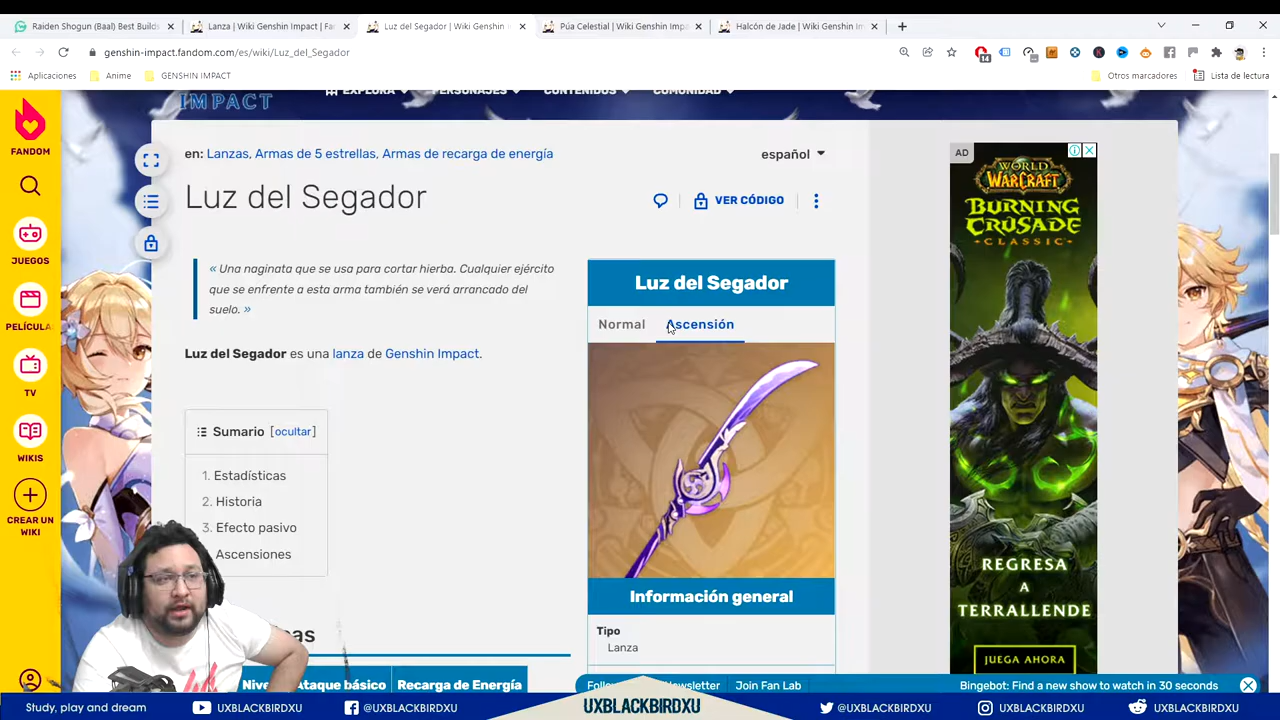 Raiden Shogun (Baal) Best Builds
Lanza | Wiki Genshin Impact | Fa
Luz del Segador | Wiki Genshin
Púa Celestial | Wiki Genshin Impa
Halcón de Jade | Wiki Genshin Im
genshin-impact.fandom.com/es/wiki/Luz_del_Segador
14
Aplicaciones
Anime
GENSHIN IMPACT
Otros marcadores
Lista de lectura
IMPACT
EXPLORA
PERSONAJES
CONTENIDOS
COMUNIDAD
FANDOM
JUEGOS
PELÍCULA
TV
WIKIS
CREAR UN
WIKI
en: Lanzas, Armas de 5 estrellas, Armas de recarga de energía
español
Luz del Segador
VER CÓDIGO
« Una naginata que se usa para cortar hierba. Cualquier ejército
que se enfrente a esta arma también se verá arrancado del
suelo. »
Luz del Segador es una lanza de Genshin Impact.
Sumario [ocultar]
1. Estadísticas
2. Historia
3. Efecto pasivo
Ascensiones
Ataque básico
Recarga de Energía
Luz del Segador
Normal
Ascensión
Información general
Tipo
Lanza
AD
WORLD
WARCRAFT
BURNING
CRUSADE
CLASSIC
REGRESA
A
TERRALLENDE
JUEGA AHORA
Join Fan Lab
Bingebot: Find a new show to watch in 30 seconds
Study, play and dream
UXBLACKBIRDXU
@UXBLACKBIRDXU
UXBLACKBIRDXU
@UXBLACKBIRDXU
UXBLACKBIRDXU
UXBLACKBIRDXU